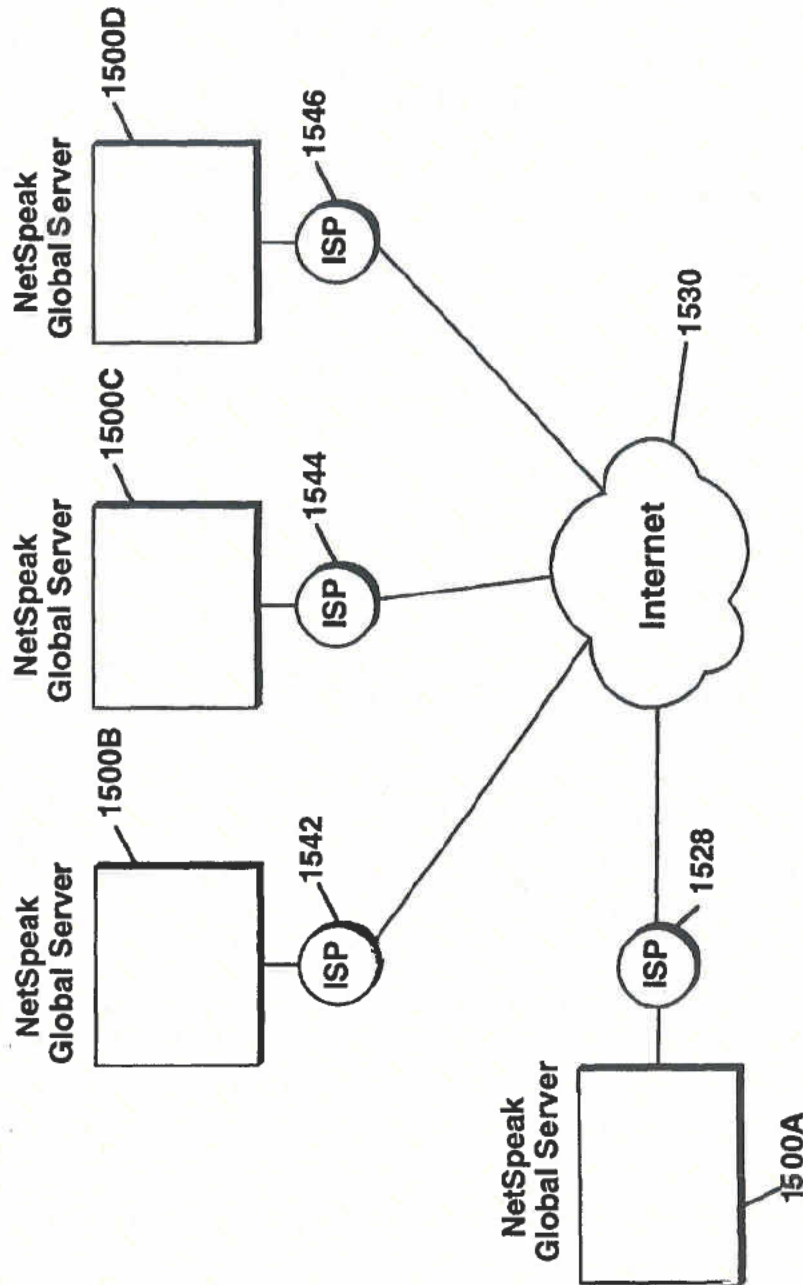 NetSpeak
Global Server
1500B
NetSpeak
Global Server
1500C
NetSpeak
Global Server
1500D
ISP
1542
ISP
1544
ISP
1546
Internet
1530
NetSpeak
Global Server
1500A
ISP
1528